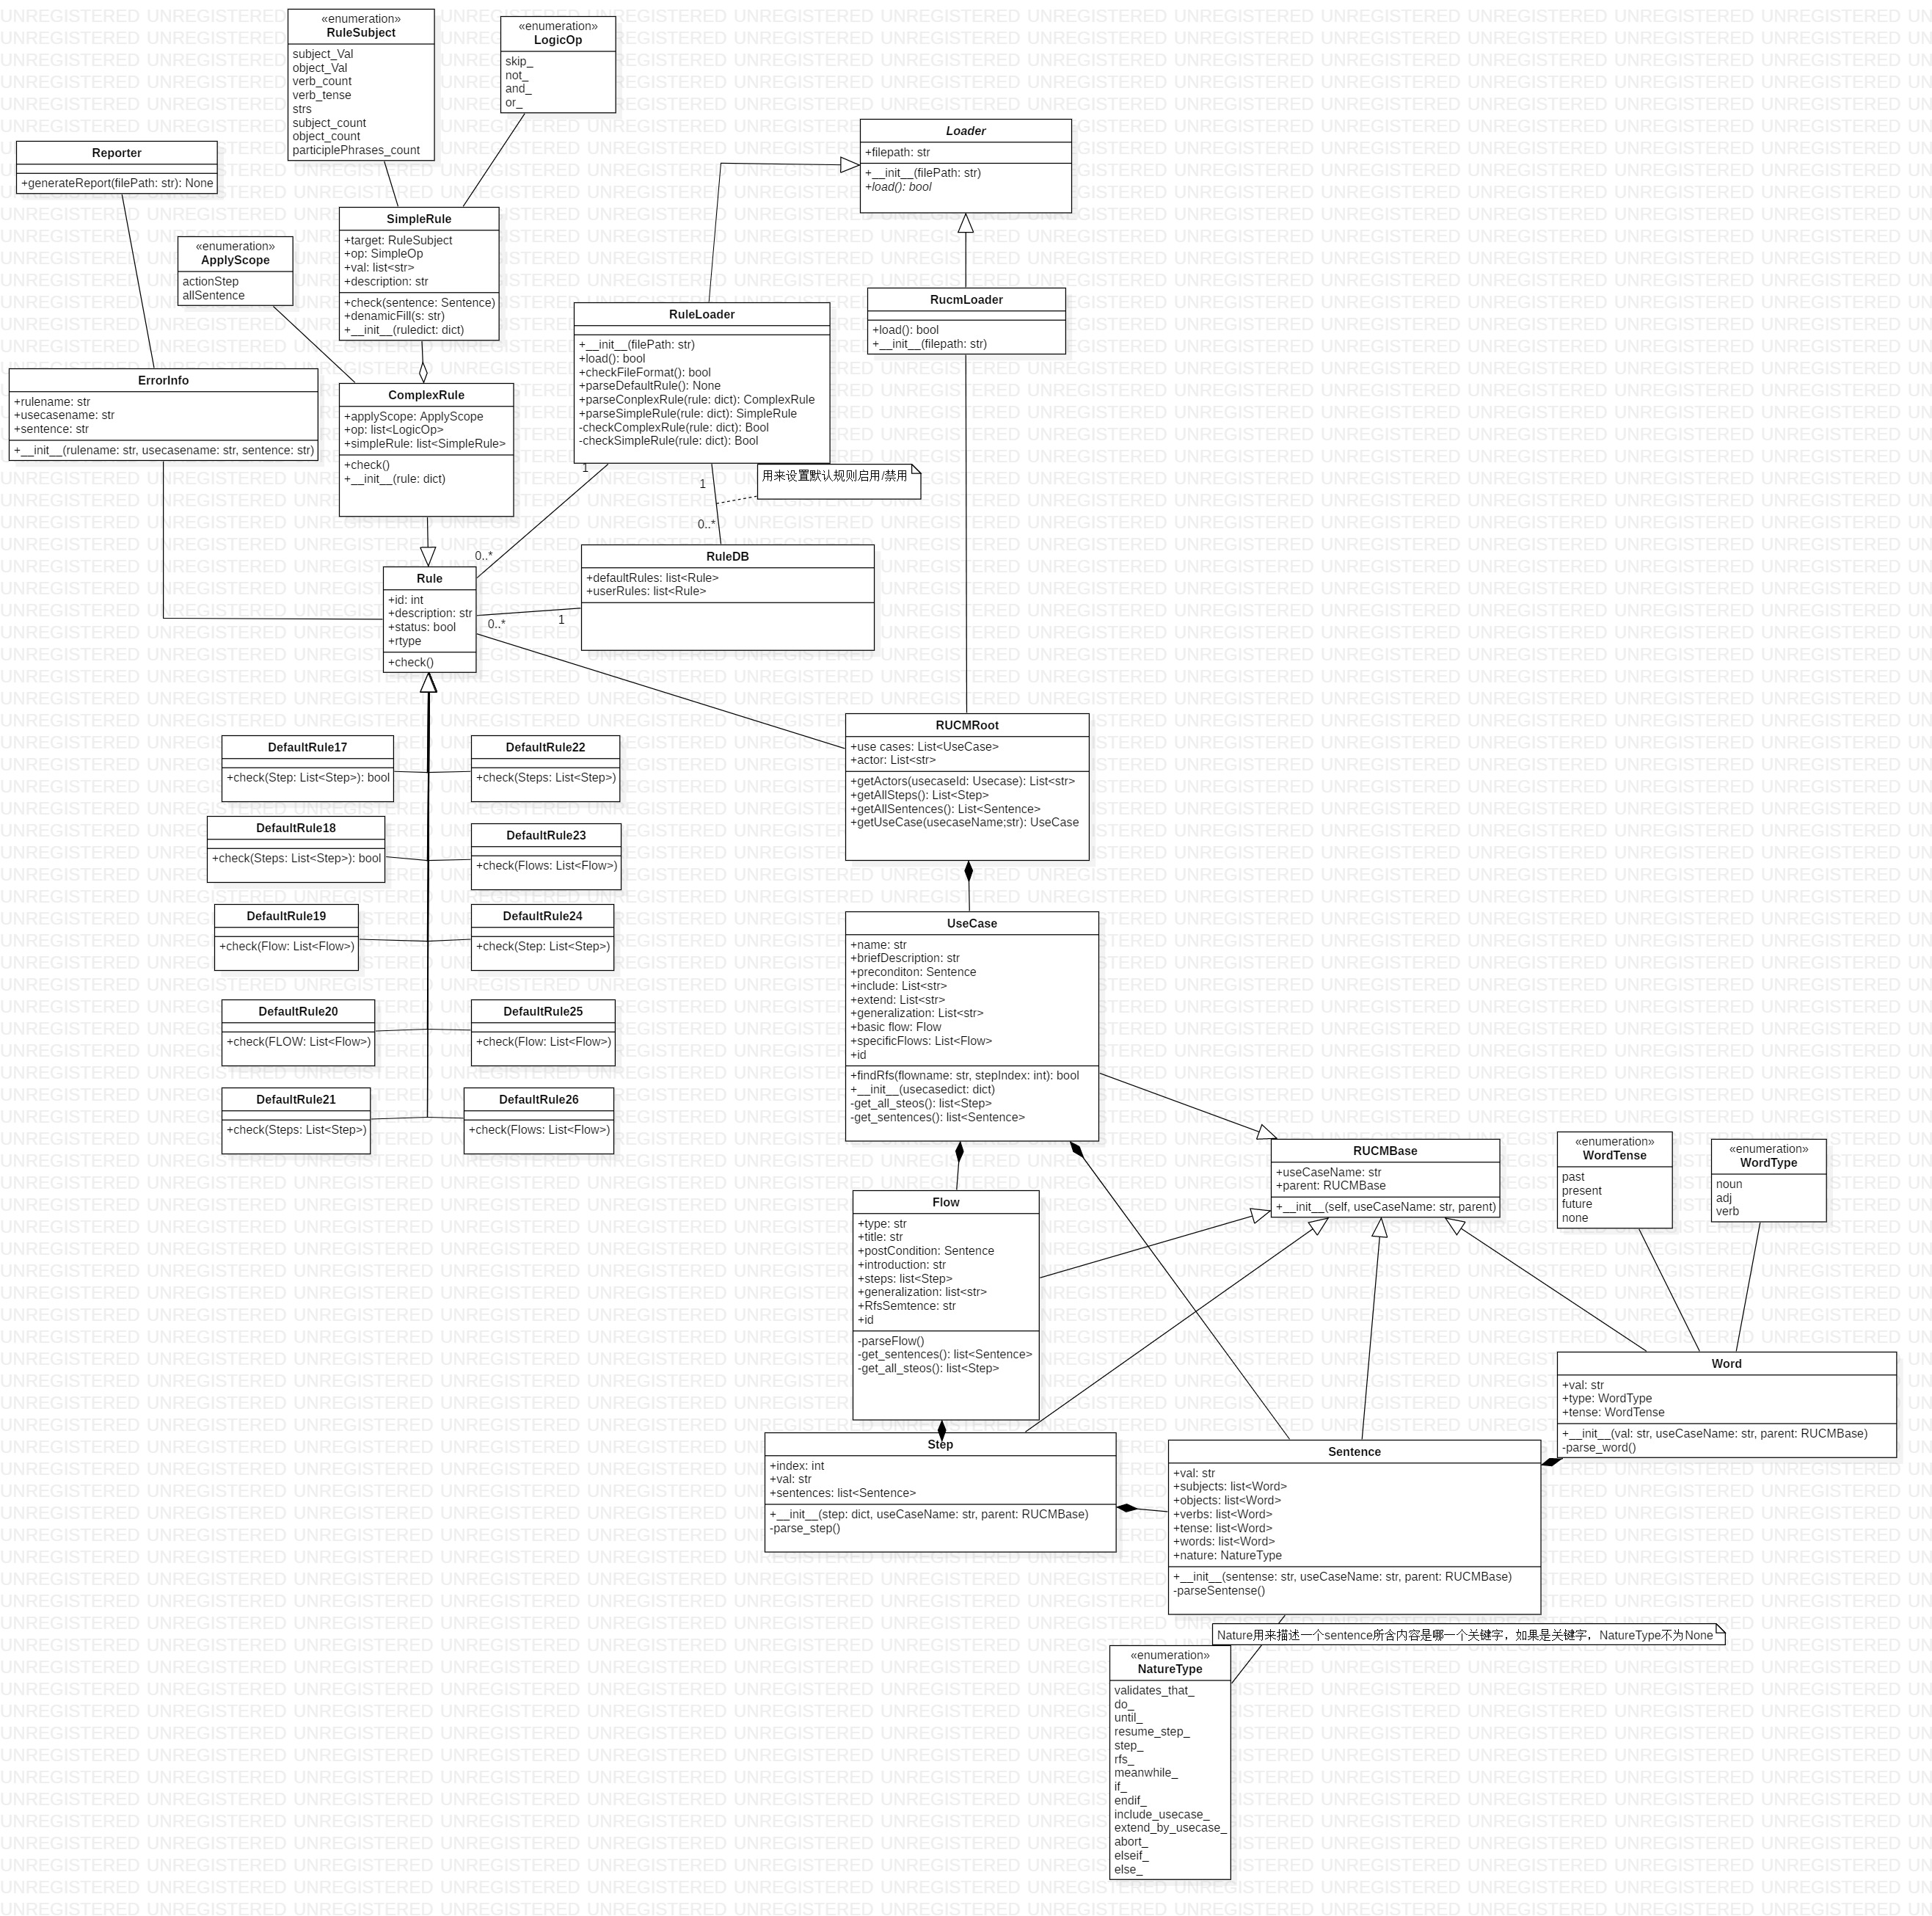 «enumeration»
RuleSubject
subject_Val
object_Val
verb_count
verb_tense
strs
subject_count
object_count
participlePhrases_count
«enumeration»
LogicOp
skip_
not_
and_
or_
Reporter
+generateReport(filePath: str): None
«enumeration»
ApplyScope
actionStep
allSentence
SimpleRule
+target: RuleSubject
+op: SimpleOp
+val: list<str>
+description: str
+check(sentence: Sentence)
+denamicFill(s: str)
+__init__(ruledict: dict)
Loader
+filepath: str
+__init__(filePath: str)
+load(): bool
RucmLoader
+load(): bool
+__init__(filepath: str)
RuleLoader
+__init__(filePath: str)
+load(): bool
+checkFileFormat(): bool
+parseDefaultRule(): None
+parseConplexRule(rule: dict): ComplexRule
+parseSimpleRule(rule: dict): SimpleRule
-checkComplexRule(rule: dict): Bool
-checkSimpleRule(rule: dict): Bool
ErrorInfo
+rulename: str
+usecasename: str
+sentence: str
+__init__(rulename: str, usecasename: str, sentence: str)
ComplexRule
+applyScope: ApplyScope
+op: list<LogicOp>
+simpleRule: list<SimpleRule>
+check()
+__init__(rule: dict)
1
用来设置默认规则启用/禁用
1
0..*
0..*
Rule
+id: int
+description: str
+status: bool
+rtype
+check()
RuleDB
+defaultRules: list<Rule>
+userRules: list<Rule>
0..*
1
DefaultRule17
+check(Step: List<Step>): bool
DefaultRule22
+check(Steps: List<Step>)
DefaultRule18
+check(Steps: List<Step>): bool
DefaultRule23
+check(Flows: List<Flow>)
DefaultRule19
+check(Flow: List<Flow>)
DefaultRule24
+check(Step: List<Step>)
DefaultRule20
+check(FLOW: List<Flow>)
DefaultRule25
+check(Flow: List<Flow>)
DefaultRule21
+check(Steps: List<Step>)
DefaultRule26
+check(Flows: List<Flow>)
RUCMRoot
+use cases: List<UseCase>
+actor: List<str>
+getActors(usecaseId: Usecase): List<str>
+getAllSteps(): List<Step>
+getAllSentences(): List<Sentence>
+getUseCase(usecaseName;str): UseCase
UseCase
+name: str
+briefDescription: str
+preconditon: Sentence
+include: List<str>
+extend: List<str>
+generalization: List<str>
+basic flow: Flow
+specificFlows: List<Flow>
+id
+findRfs(flowname: str, stepIndex: int): bool
+__init__(usecasedict: dict)
-get_all_steos(): list<Step>
-get_sentences(): list<Sentence>
RUCMBase
+useCaseName: str
+parent: RUCMBase
+__init__(self, useCaseName: str, parent)
«enumeration»
WordTense
past
present
future
none
«enumeration»
WordType
noun
adj
verb
Flow
+type: str
+title: str
+postCondition: Sentence
+introduction: str
+steps: list<Step>
+generalization: list<str>
+RfsSemtence: str
+id
-parseFlow()
-get_sentences(): list<Sentence>
-get_all_steos(): list<Step>
Word
+val: str
+type: WordType
+tense: WordTense
+__init__(val: str, useCaseName: str, parent: RUCMBase)
-parse_word()
Step
+index: int
+val: str
+sentences: list<Sentence>
+__init__(step: dict, useCaseName: str, parent: RUCMBase)
-parse_step()
Sentence
+val: str
+subjects: list<Word>
+objects: list<Word>
+verbs: list<Word>
+tense: list<Word>
+words: list<Word>
+nature: NatureType
+__init__(sentense: str, useCaseName: str, parent: RUCMBase)
-parseSentense()
Nature用来描述一个sentence所含内容是哪一个关键字，如果是关键字，NatureType不为None
«enumeration»
NatureType
validates_that_
do_
until_
resume_step_
step_
rfs_
meanwhile_
if_
endif_
include_usecase_
extend_by_usecase_
abort_
elseif_
else_